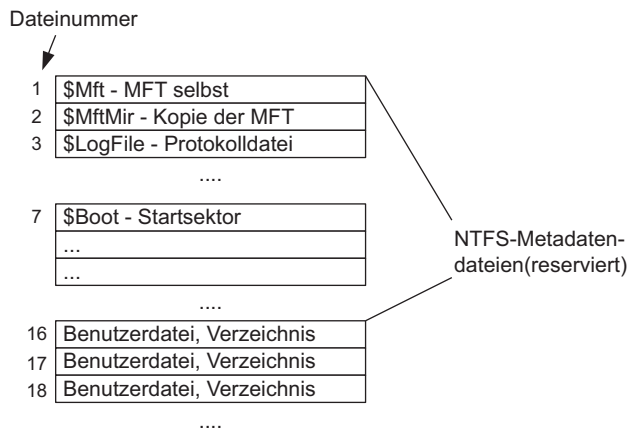 Dateinummer
1 $Mft - MFT selbst
2 $MftMir - Kopie der MFT
3 $LogFile - Protokolldatei
....
7 $Boot - Startsektor
...
...
....
NTFS-Metadaten-
dateien(reserviert)
16 Benutzerdatei, Verzeichnis
17 Benutzerdatei, Verzeichnis
18 Benutzerdatei, Verzeichnis
....